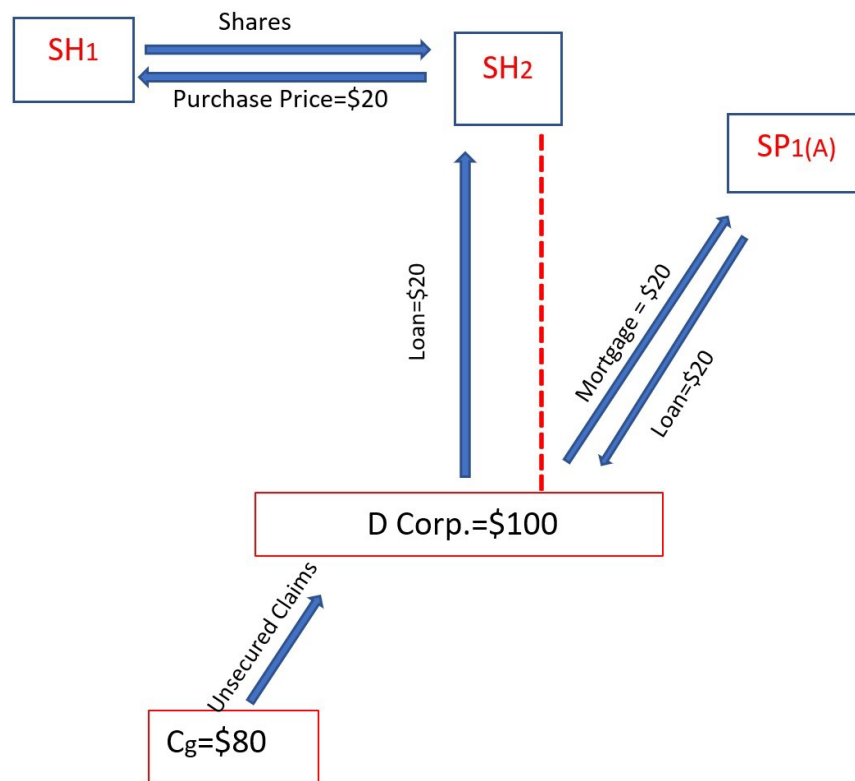 Shares
SH1
SH2
Purchase Price=$20
SP1(A)
Loan=$20
Mortgage = $20
Loan=$20
D Corp.=$100
Unsecured Claims
Cg=$80